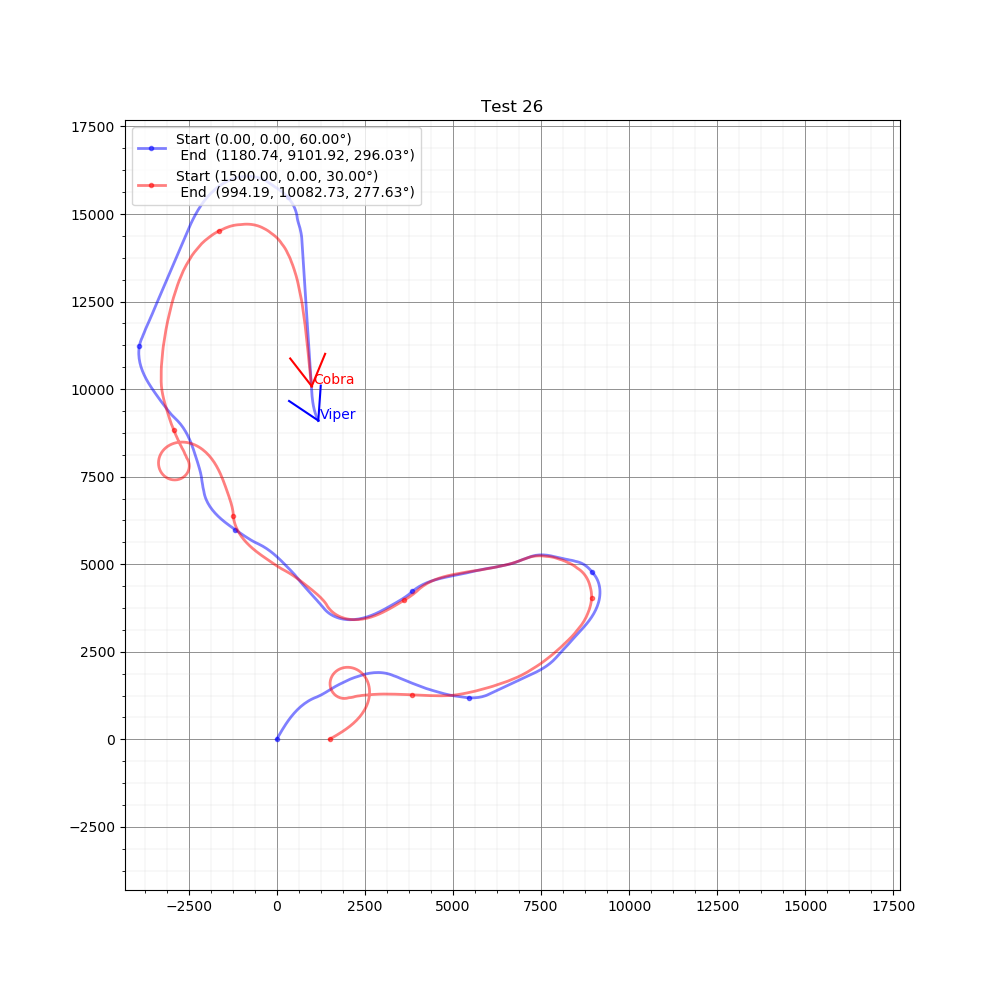 Test 26
17500
15000
12500
10000
7500
5000
2500
0
−2500
Start (0.00, 0.00, 60.00°)
End (1180.74, 9101.92, 296.03°)
Start (1500.00, 0.00, 30.00°)
End (994.19, 10082.73, 277.63°)
Cobra
Viper
−2500 0 2500 5000 7500 10000 12500 15000 17500